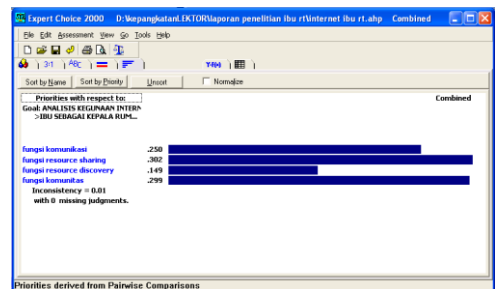 Expert Choice 2000 D:\kepangkatan\LEKTOR\laporan penelitian ibu rt\internet ibu rt.ahp Combined
File Edit Assessment View Go Tools Help
3:1 ABC Y=f(x)
Sort by Name Sort by Priority Unsort Normalize
Priorities with respect to: Combined
Goal: ANALISIS KEGUNAAN INTERN
>IBU SEBAGAI KEPALA RUM...
fungsi komunikasi .250
fungsi resource sharing .302
fungsi resource discovery .149
fungsi komunitas .299
Inconsistency = 0.01
with 0 missing judgments.
Priorities derived from Pairwise Comparisons